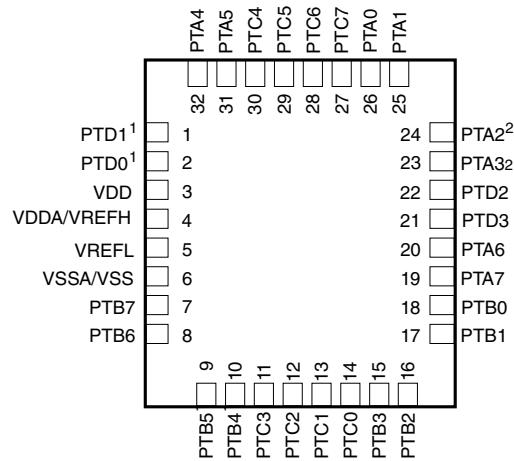 PTA4 PTA5 PTC4 PTC5 PTC6 PTC7 PTA0 PTA1
32 31 30 29 28 27 26 25
PTD1¹ 1 24 PTA2²
PTD0¹ 2 23 PTA32
VDD 3 22 PTD2
VDDA/VREFH 4 21 PTD3
VREFL 5 20 PTA6
VSSA/VSS 6 19 PTA7
PTB7 7 18 PTB0
PTB6 8 17 PTB1
9 10 11 12 13 14 15 16
PTB5 PTB4 PTC3 PTC2 PTC1 PTC0 PTB3 PTB2